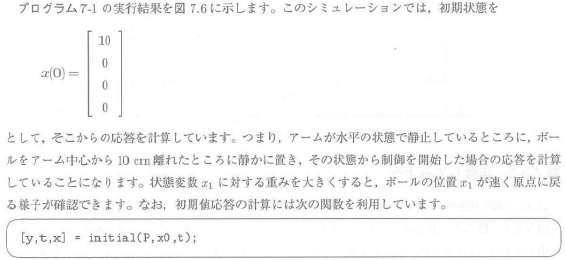 プログラム7-1 の実行結果を図 7.6 に示します。このシミュレーションでは，初期状態を
x(0) = [ 10
0
0
0 ]
として，そこからの応答を計算しています。つまり，アームが水平の状態で静止しているところに，ボー
ルをアーム中心から 10 cm 離れたところに静かに置き，その状態から制御を開始した場合の応答を計算
していることになります。状態変数 x₁ に対する重みを大きくすると，ボールの位置 x₁ が速く原点に戻
る様子が確認できます。なお，初期値応答の計算には次の関数を利用しています。
[y,t,x] = initial(P,x0,t);